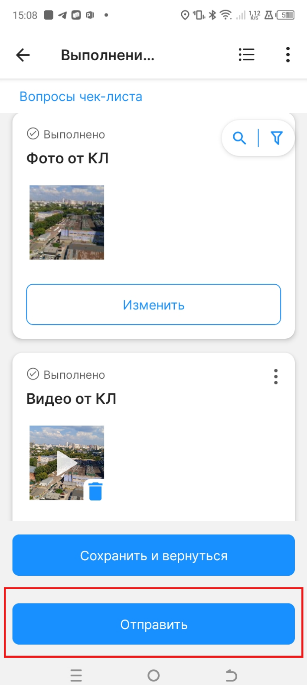 15:08
Выполнени...
Вопросы чек-листа
Выполнено
Фото от КЛ
Изменить
Выполнено
Видео от КЛ
Сохранить и вернуться
Отправить